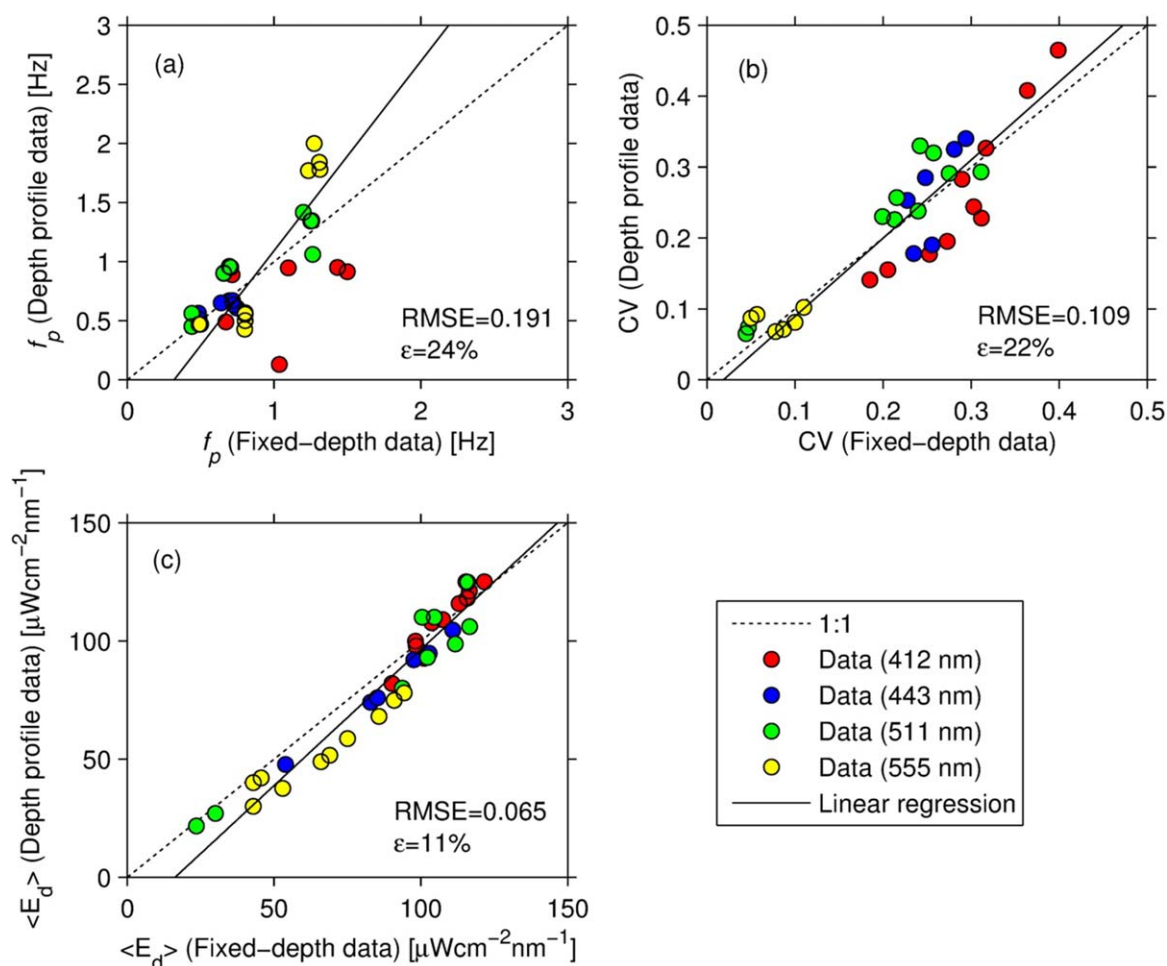 (a)
f_p (Depth profile data) [Hz]
3
2.5
2
1.5
1
0.5
0
RMSE=0.191
ε=24%
0 1 2 3
f_p (Fixed−depth data) [Hz]
(b)
CV (Depth profile data)
0.5
0.4
0.3
0.2
0.1
0
RMSE=0.109
ε=22%
0 0.1 0.2 0.3 0.4 0.5
CV (Fixed−depth data)
(c)
<E_d> (Depth profile data) [μWcm⁻²nm⁻¹]
150
100
50
0
RMSE=0.065
ε=11%
0 50 100 150
<E_d> (Fixed−depth data) [μWcm⁻²nm⁻¹]
1:1
Data (412 nm)
Data (443 nm)
Data (511 nm)
Data (555 nm)
Linear regression